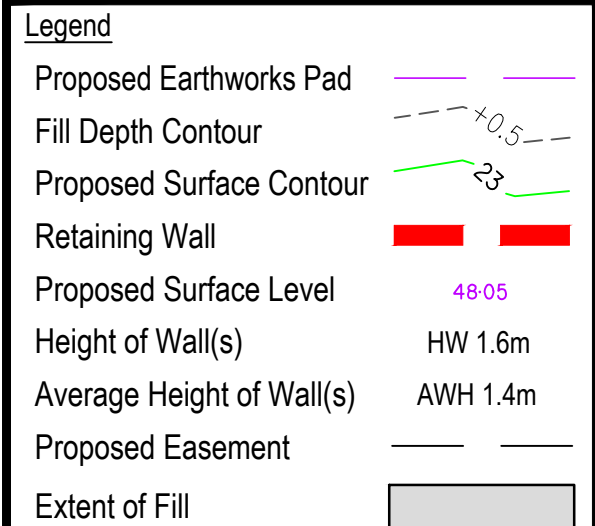 Legend
Proposed Earthworks Pad
Fill Depth Contour +0.5
Proposed Surface Contour 23
Retaining Wall
Proposed Surface Level 48·05
Height of Wall(s) HW 1.6m
Average Height of Wall(s) AWH 1.4m
Proposed Easement
Extent of Fill